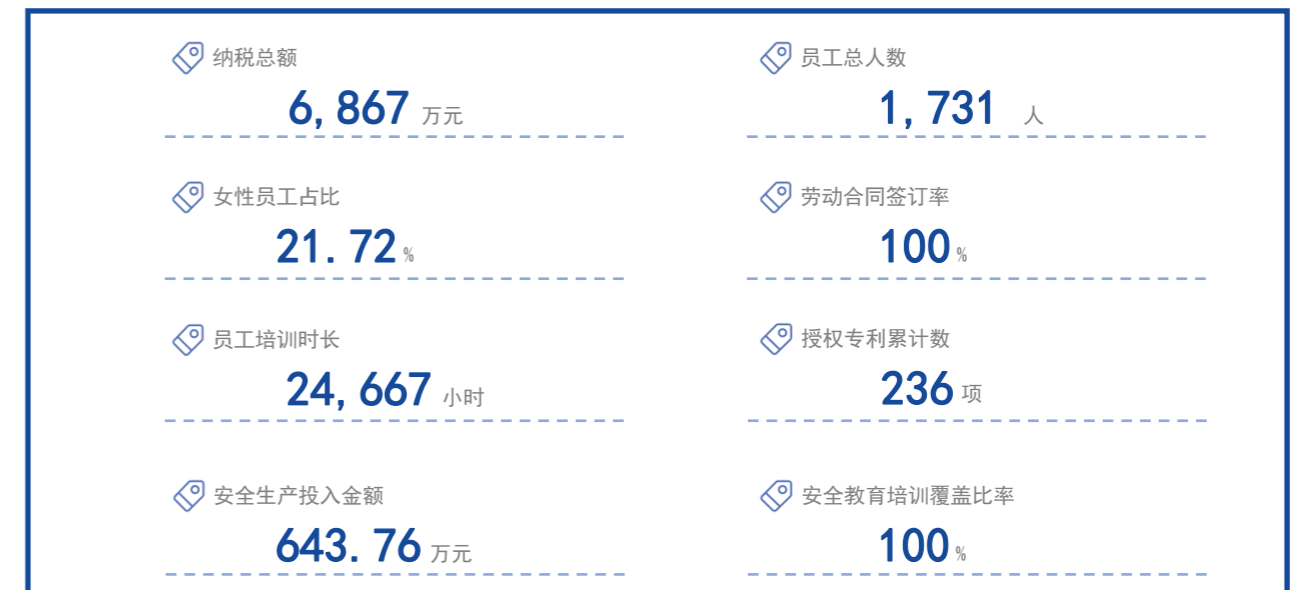 纳税总额
员工总人数
6,867 万元
1,731 人
女性员工占比
劳动合同签订率
21.72 %
100 %
员工培训时长
授权专利累计数
24,667 小时
236 项
安全生产投入金额
安全教育培训覆盖比率
643.76 万元
100 %